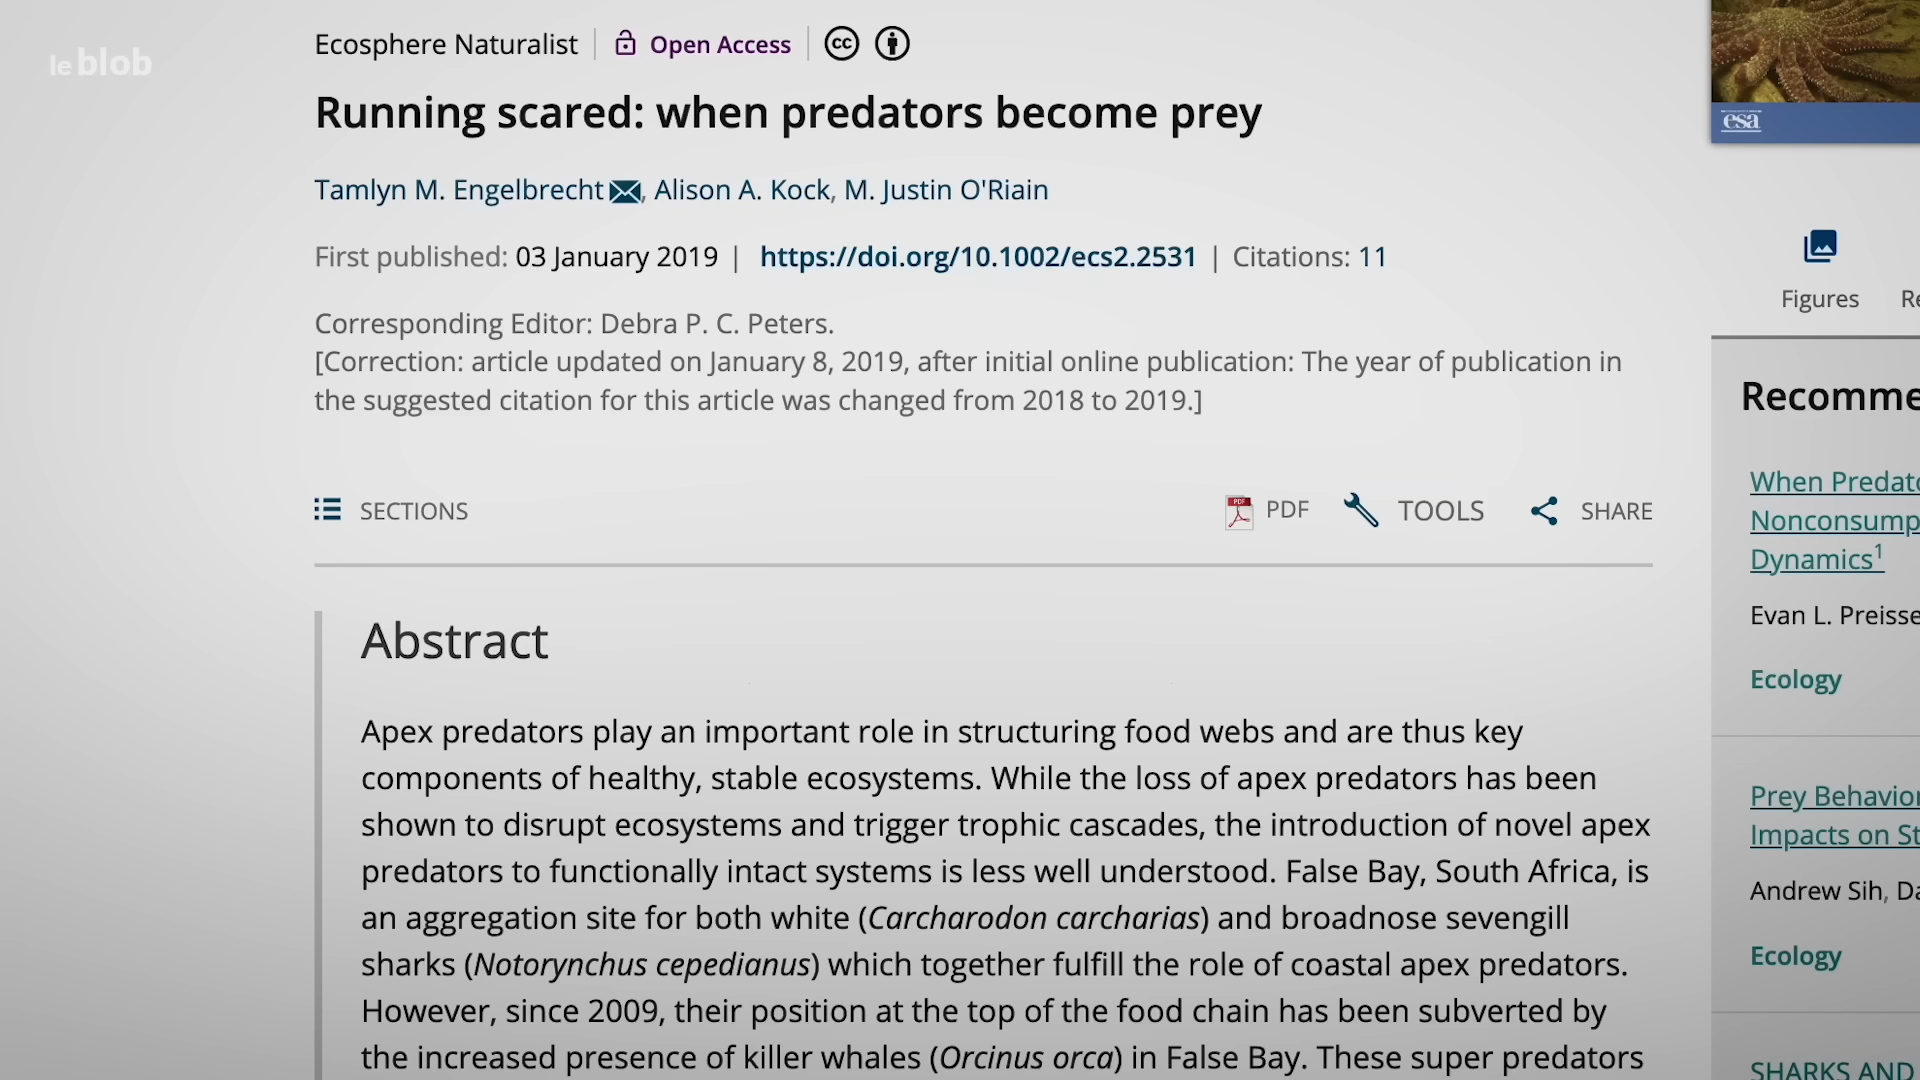 le blob
Ecosphere Naturalist
Open Access
cc
Running scared: when predators become prey
Tamlyn M. Engelbrecht, Alison A. Kock, M. Justin O'Riain
First published: 03 January 2019 | https://doi.org/10.1002/ecs2.2531 | Citations: 11
Corresponding Editor: Debra P. C. Peters.
[Correction: article updated on January 8, 2019, after initial online publication: The year of publication in
the suggested citation for this article was changed from 2018 to 2019.]
SECTIONS
PDF
PDF
TOOLS
SHARE
Abstract
Apex predators play an important role in structuring food webs and are thus key
components of healthy, stable ecosystems. While the loss of apex predators has been
shown to disrupt ecosystems and trigger trophic cascades, the introduction of novel apex
predators to functionally intact systems is less well understood. False Bay, South Africa, is
an aggregation site for both white (Carcharodon carcharias) and broadnose sevengill
sharks (Notorynchus cepedianus) which together fulfill the role of coastal apex predators.
However, since 2009, their position at the top of the food chain has been subverted by
the increased presence of killer whales (Orcinus orca) in False Bay. These super predators
esa
Figures
Re
Recomme
When Predato
Nonconsump
Dynamics1
Evan L. Preisse
Ecology
Prey Behavior
Impacts on St
Andrew Sih, Da
Ecology
SHARKS AND